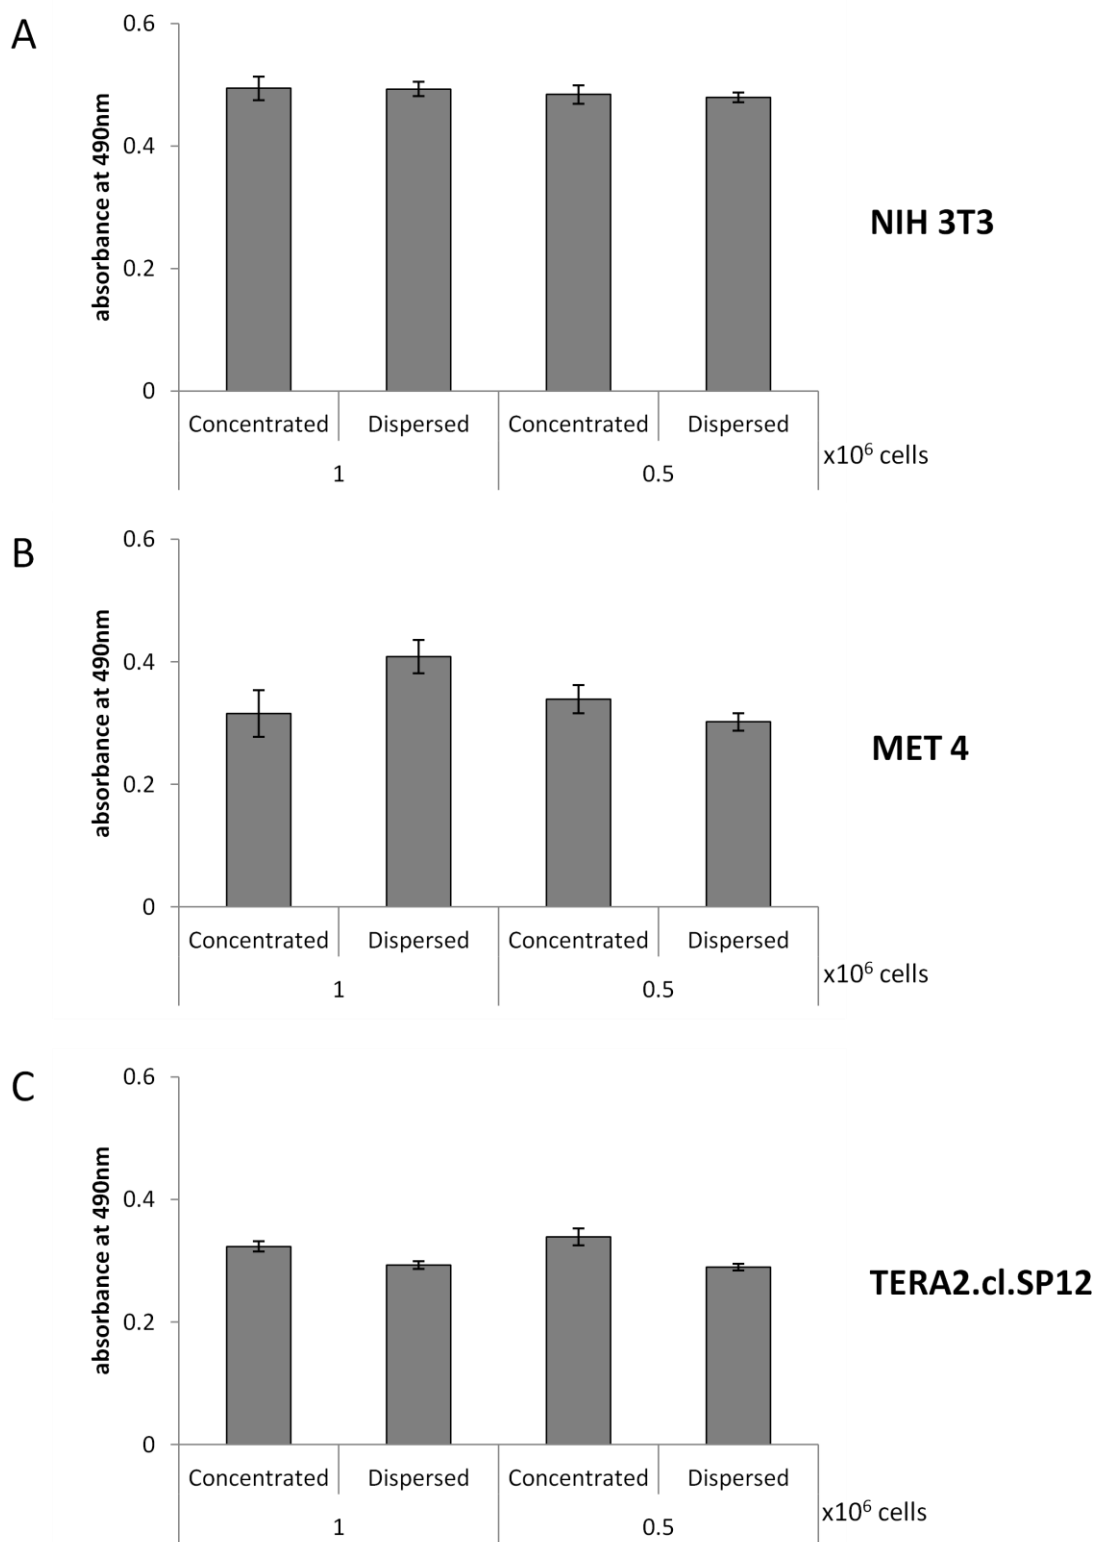 A
0.6
0.4
0.2
0
absorbance at 490nm
Concentrated Dispersed Concentrated Dispersed
1 0.5
x10⁶ cells
NIH 3T3
B
0.6
0.4
0.2
0
absorbance at 490nm
Concentrated Dispersed Concentrated Dispersed
1 0.5
x10⁶ cells
MET 4
C
0.6
0.4
0.2
0
absorbance at 490nm
Concentrated Dispersed Concentrated Dispersed
1 0.5
x10⁶ cells
TERA2.cl.SP12